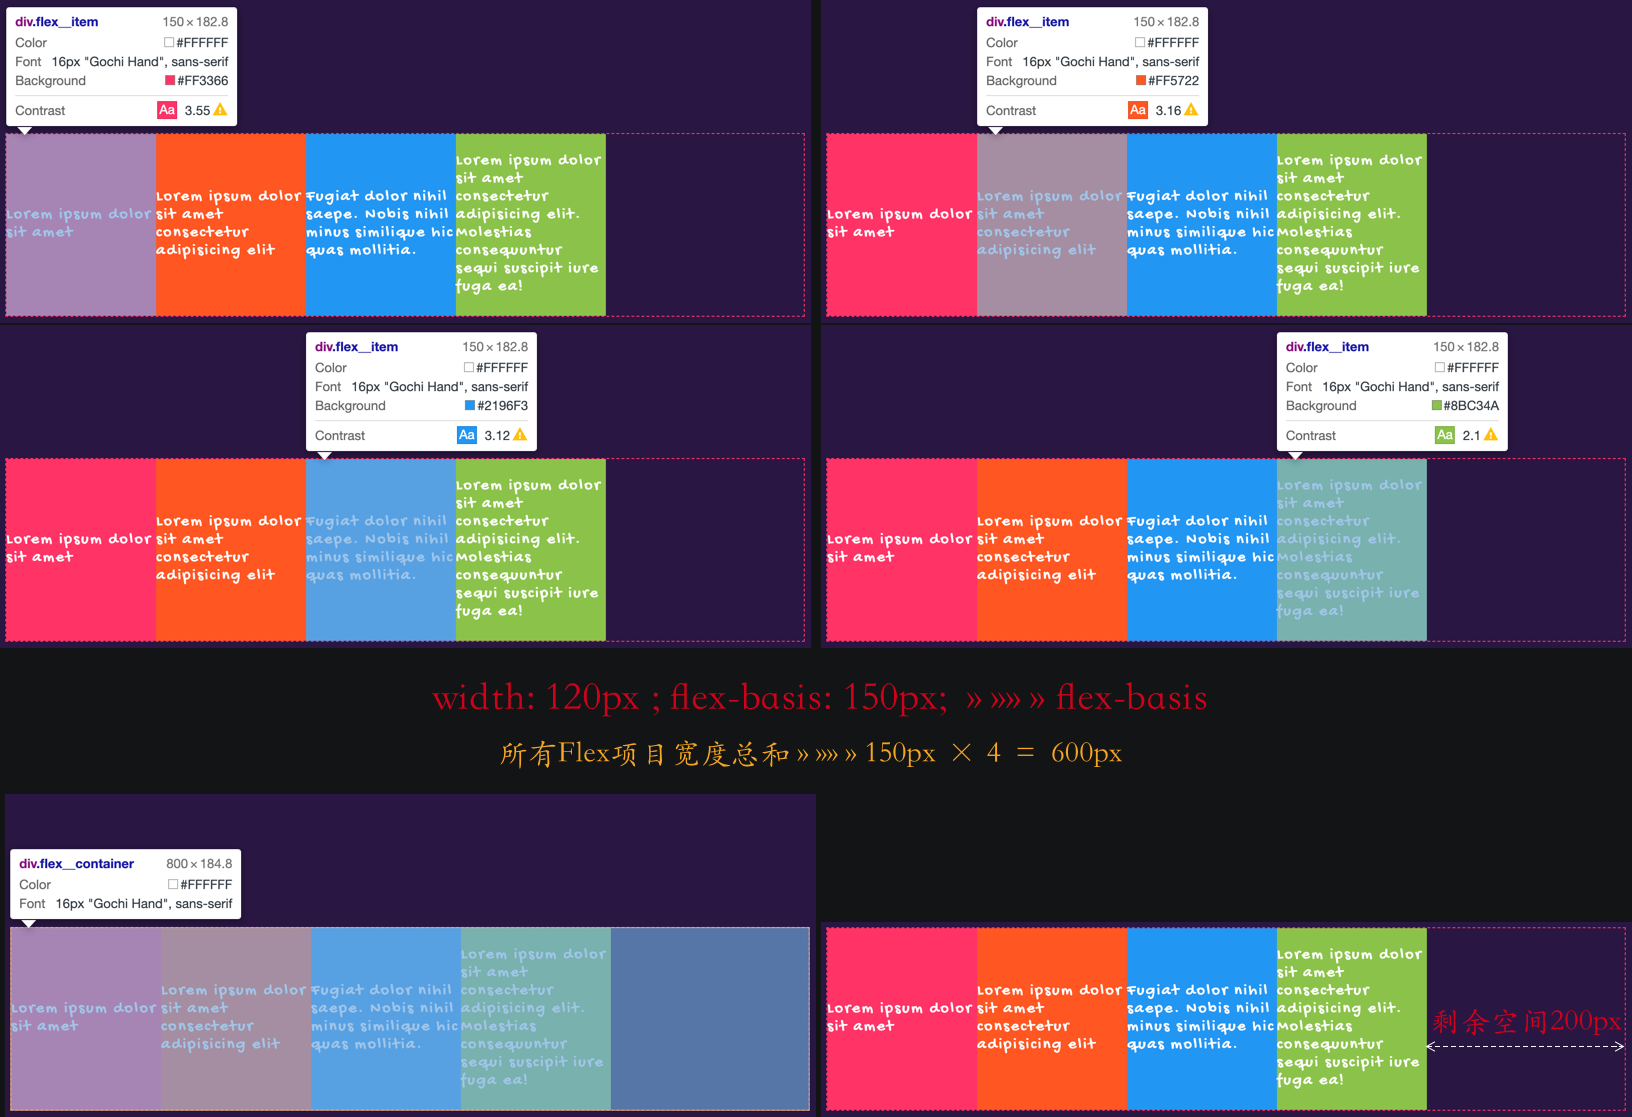 div.flex__item 150 × 182.8
Color #FFFFFF
Font 16px "Gochi Hand", sans-serif
Background #FF3366
Contrast Aa 3.55
Lorem ipsum dolor
sit amet
Lorem ipsum dolor
sit amet
consectetur
adipisicing elit
Fugiat dolor nihil
saepe. Nobis nihil
minus similique hic
quas mollitia.
Lorem ipsum dolor
sit amet
consectetur
adipisicing elit.
Molestias
consequuntur
sequi suscipit iure
fuga ea!
div.flex__item 150 × 182.8
Color #FFFFFF
Font 16px "Gochi Hand", sans-serif
Background #FF5722
Contrast Aa 3.16
Lorem ipsum dolor
sit amet
Lorem ipsum dolor
sit amet
consectetur
adipisicing elit
Fugiat dolor nihil
saepe. Nobis nihil
minus similique hic
quas mollitia.
Lorem ipsum dolor
sit amet
consectetur
adipisicing elit.
Molestias
consequuntur
sequi suscipit iure
fuga ea!
div.flex__item 150 × 182.8
Color #FFFFFF
Font 16px "Gochi Hand", sans-serif
Background #2196F3
Contrast Aa 3.12
Lorem ipsum dolor
sit amet
Lorem ipsum dolor
sit amet
consectetur
adipisicing elit
Fugiat dolor nihil
saepe. Nobis nihil
minus similique hic
quas mollitia.
Lorem ipsum dolor
sit amet
consectetur
adipisicing elit.
Molestias
consequuntur
sequi suscipit iure
fuga ea!
div.flex__item 150 × 182.8
Color #FFFFFF
Font 16px "Gochi Hand", sans-serif
Background #8BC34A
Contrast Aa 2.1
Lorem ipsum dolor
sit amet
Lorem ipsum dolor
sit amet
consectetur
adipisicing elit
Fugiat dolor nihil
saepe. Nobis nihil
minus similique hic
quas mollitia.
Lorem ipsum dolor
sit amet
consectetur
adipisicing elit.
Molestias
consequuntur
sequi suscipit iure
fuga ea!
width: 120px ; flex-basis: 150px; » »»» » flex-basis
所有Flex项目宽度总和 » »»» » 150px × 4 = 600px
div.flex__container 800 × 184.8
Color #FFFFFF
Font 16px "Gochi Hand", sans-serif
Lorem ipsum dolor
sit amet
Lorem ipsum dolor
sit amet
consectetur
adipisicing elit
Fugiat dolor nihil
saepe. Nobis nihil
minus similique hic
quas mollitia.
Lorem ipsum dolor
sit amet
consectetur
adipisicing elit.
Molestias
consequuntur
sequi suscipit iure
fuga ea!
Lorem ipsum dolor
sit amet
Lorem ipsum dolor
sit amet
consectetur
adipisicing elit
Fugiat dolor nihil
saepe. Nobis nihil
minus similique hic
quas mollitia.
Lorem ipsum dolor
sit amet
consectetur
adipisicing elit.
Molestias
consequuntur
sequi suscipit iure
fuga ea!
剩余空间200px